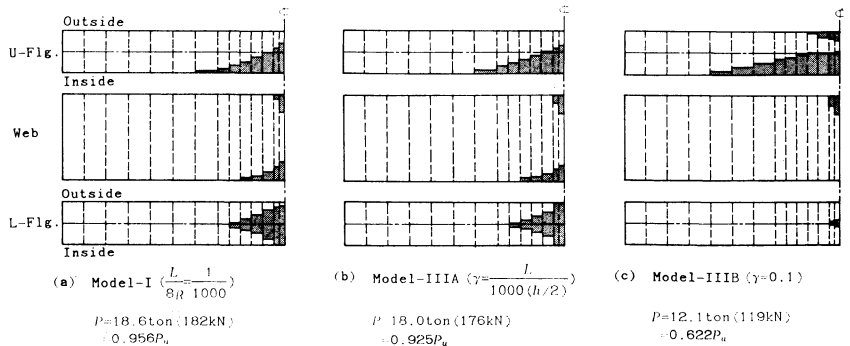 ℄ ℄ ℄
Outside
U-Flg.
Inside
Web
Outside
L-Flg.
Inside
(a) Model-I (L/8R=1/1000) (b) Model-IIIA (γ=L/1000(h/2)) (c) Model-IIIB (γ=0.1)
P=18.6ton(182kN) P 18.0ton(176kN) P=12.1ton(119kN)
=0.956Pu =0.925Pu =0.622Pu